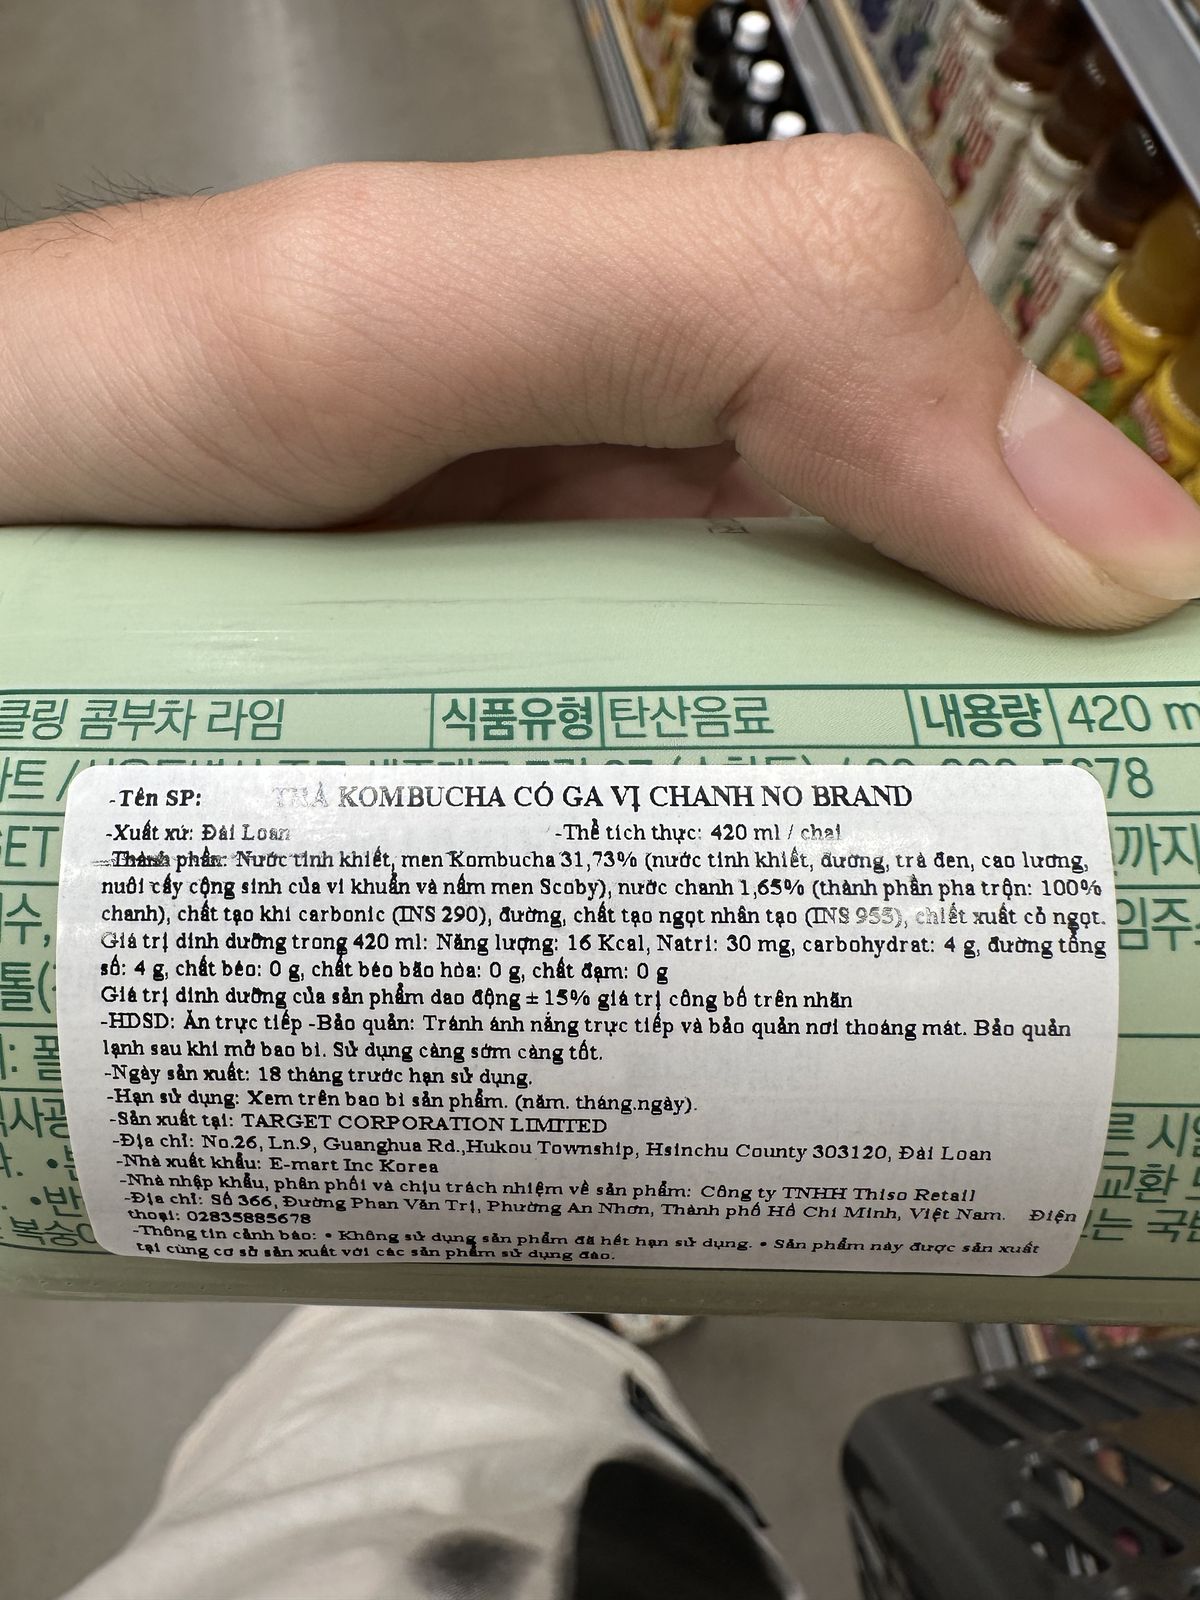 클링 콤부차 라임 식품유형 탄산음료 내용량 420 m
5678
-Tên SP: TRÀ KOMBUCHA CÓ GA VỊ CHANH NO BRAND
-Xuất xứ: Đài Loan -Thể tích thực: 420 ml / chai
-Thành phần: Nước tinh khiết, men Kombucha 31,73% (nước tinh khiết, đường, trà đen, cao lương,
nuôi cấy cộng sinh của vi khuẩn và nấm men Scoby), nước chanh 1,65% (thành phần pha trộn: 100%
chanh), chất tạo khí carbonic (INS 290), đường, chất tạo ngọt nhân tạo (INS 955), chiết xuất cỏ ngọt.
Giá trị dinh dưỡng trong 420 ml: Năng lượng: 16 Kcal, Natri: 30 mg, carbohydrat: 4 g, đường tổng
số: 4 g, chất béo: 0 g, chất béo bão hòa: 0 g, chất đạm: 0 g
Giá trị dinh dưỡng của sản phẩm dao động ± 15% giá trị công bố trên nhãn
-HDSD: Ăn trực tiếp -Bảo quản: Tránh ánh nắng trực tiếp và bảo quản nơi thoáng mát. Bảo quản
lạnh sau khi mở bao bì. Sử dụng càng sớm càng tốt.
-Ngày sản xuất: 18 tháng trước hạn sử dụng.
-Hạn sử dụng: Xem trên bao bì sản phẩm. (năm. tháng.ngày).
-Sản xuất tại: TARGET CORPORATION LIMITED
-Địa chỉ: No.26, Ln.9, Guanghua Rd.,Hukou Township, Hsinchu County 303120, Đài Loan
-Nhà xuất khẩu: E-mart Inc Korea
-Nhà nhập khẩu, phân phối và chịu trách nhiệm về sản phẩm: Công ty TNHH Thiso Retail
-Địa chỉ: Số 366, Đường Phan Văn Trị, Phường An Nhơn, Thành phố Hồ Chí Minh, Việt Nam. Điện
thoại: 02835885678
-Thông tin cảnh báo: • Không sử dụng sản phẩm đã hết hạn sử dụng. • Sản phẩm này được sản xuất
tại cùng cơ sở sản xuất với các sản phẩm sử dụng đào.